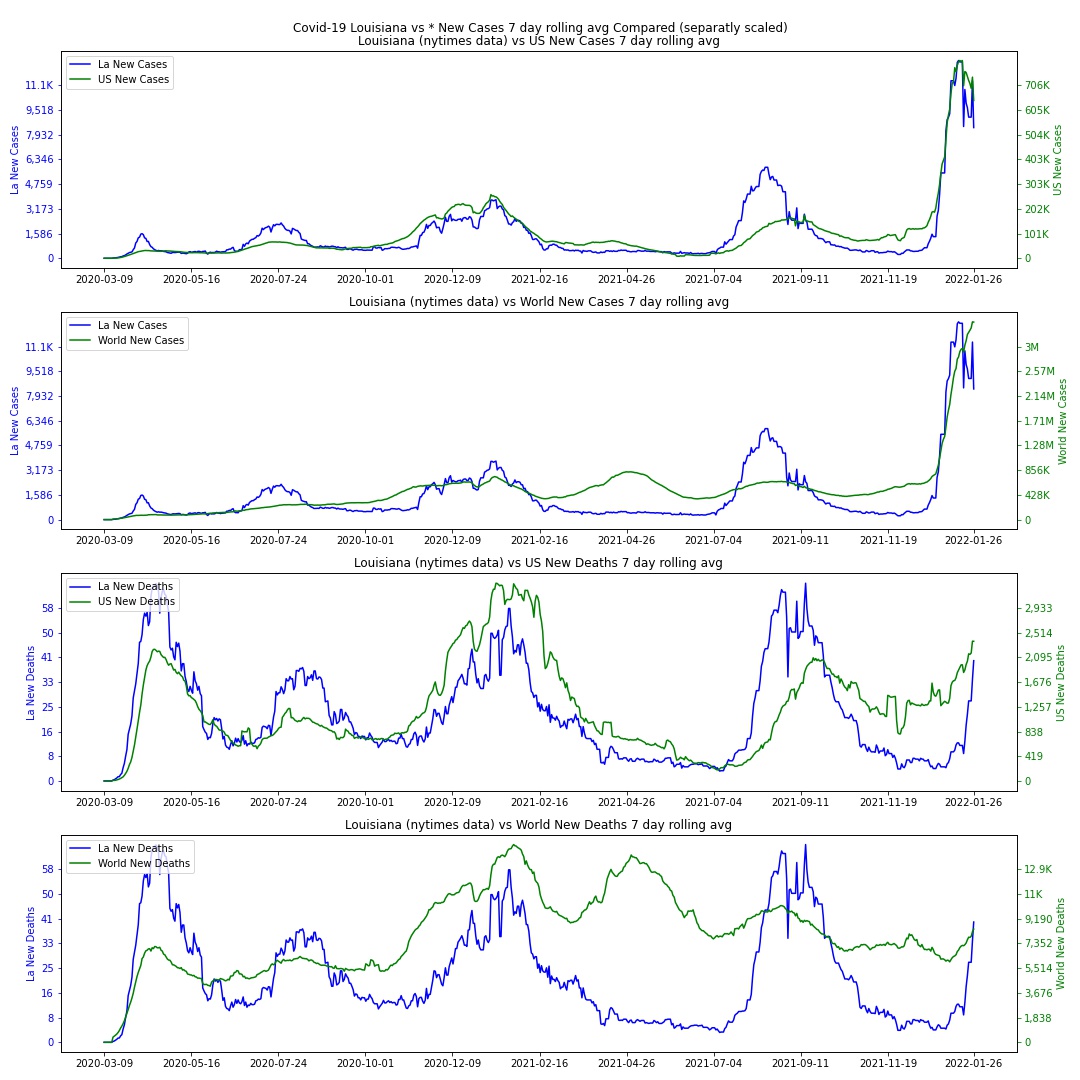 Covid-19 Louisiana vs * New Cases 7 day rolling avg Compared (separatly scaled)
Louisiana (nytimes data) vs US New Cases 7 day rolling avg
La New Cases
US New Cases
11.1K
9,518
7,932
6,346
4,759
3,173
1,586
0
La New Cases
706K
605K
504K
403K
303K
202K
101K
0
US New Cases
2020-03-09 2020-05-16 2020-07-24 2020-10-01 2020-12-09 2021-02-16 2021-04-26 2021-07-04 2021-09-11 2021-11-19 2022-01-26
Louisiana (nytimes data) vs World New Cases 7 day rolling avg
La New Cases
World New Cases
11.1K
9,518
7,932
6,346
4,759
3,173
1,586
0
La New Cases
3M
2.57M
2.14M
1.71M
1.28M
856K
428K
0
World New Cases
2020-03-09 2020-05-16 2020-07-24 2020-10-01 2020-12-09 2021-02-16 2021-04-26 2021-07-04 2021-09-11 2021-11-19 2022-01-26
Louisiana (nytimes data) vs US New Deaths 7 day rolling avg
La New Deaths
US New Deaths
58
50
41
33
25
16
8
0
La New Deaths
2,933
2,514
2,095
1,676
1,257
838
419
0
US New Deaths
2020-03-09 2020-05-16 2020-07-24 2020-10-01 2020-12-09 2021-02-16 2021-04-26 2021-07-04 2021-09-11 2021-11-19 2022-01-26
Louisiana (nytimes data) vs World New Deaths 7 day rolling avg
La New Deaths
World New Deaths
58
50
41
33
25
16
8
0
La New Deaths
12.9K
11K
9,190
7,352
5,514
3,676
1,838
0
World New Deaths
2020-03-09 2020-05-16 2020-07-24 2020-10-01 2020-12-09 2021-02-16 2021-04-26 2021-07-04 2021-09-11 2021-11-19 2022-01-26